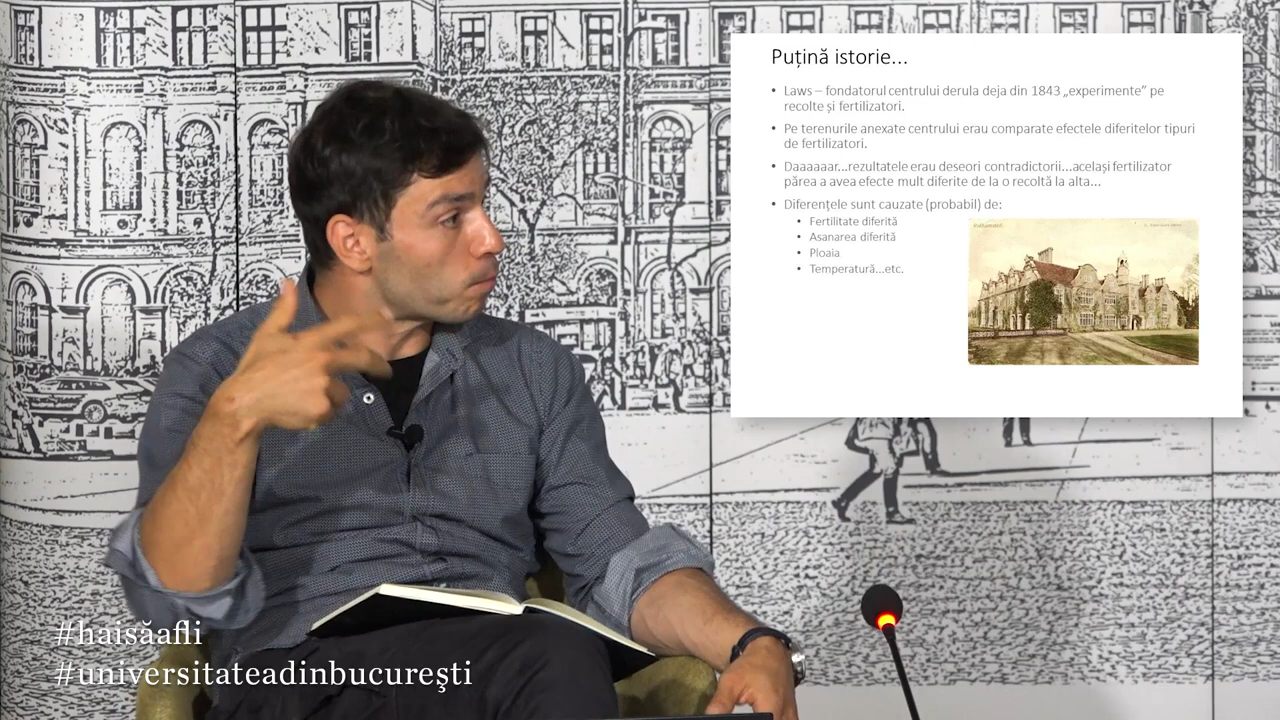 Puțină istorie...
• Laws – fondatorul centrului derula deja din 1843 „experimente” pe
recolte și fertilizatori.
• Pe terenurile anexate centrului erau comparate efectele diferitelor tipuri
de fertilizatori.
• Daaaaaar...rezultatele erau deseori contradictorii...același fertilizator
părea a avea efecte mult diferite de la o recoltă la alta...
• Diferențele sunt cauzate (probabil) de:
• Fertilitate diferită
• Asanarea diferită
• Ploaia
• Temperatură...etc.
#haisăafli
#universitateadinbucureşti